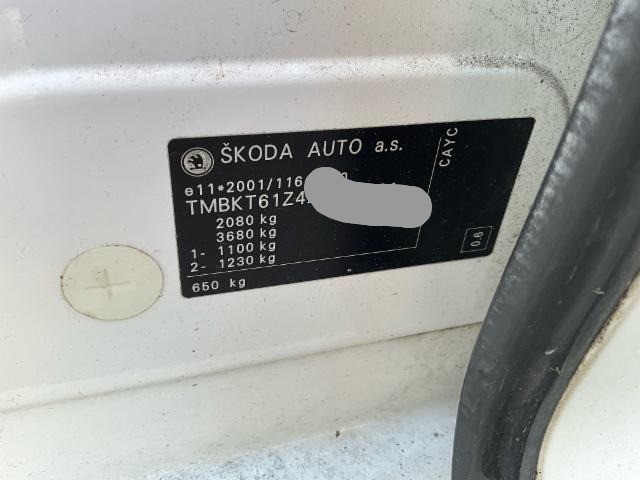 ŠKODA AUTO a.s.
e11*2001/116
TMBKT61Z4
2080 kg
3680 kg
1- 1100 kg
2- 1230 kg
650 kg
CAYC
0.6